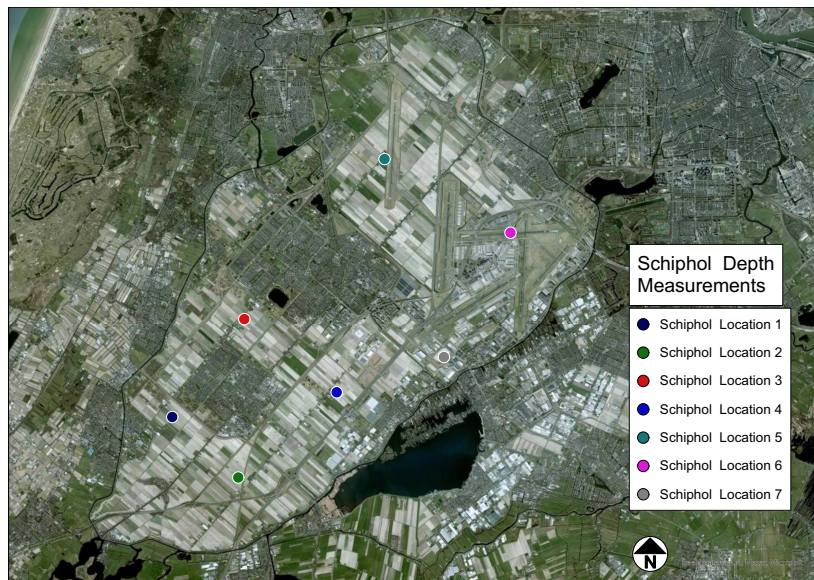 Schiphol Depth
Measurements
Schiphol Location 1
Schiphol Location 2
Schiphol Location 3
Schiphol Location 4
Schiphol Location 5
Schiphol Location 6
Schiphol Location 7
N